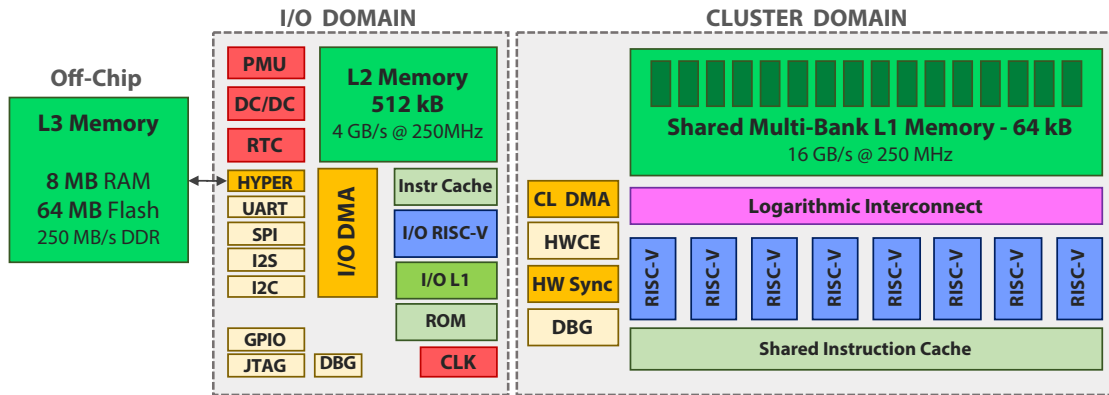 I/O DOMAIN
CLUSTER DOMAIN
Off-Chip
L3 Memory
8 MB RAM
64 MB Flash
250 MB/s DDR
PMU
DC/DC
RTC
HYPER
UART
SPI
I2S
I2C
GPIO
JTAG
DBG
L2 Memory
512 kB
4 GB/s @ 250MHz
I/O DMA
Instr Cache
I/O RISC-V
I/O L1
ROM
CLK
CL DMA
HWCE
HW Sync
DBG
Shared Multi-Bank L1 Memory - 64 kB
16 GB/s @ 250 MHz
Logarithmic Interconnect
RISC-V
RISC-V
RISC-V
RISC-V
RISC-V
RISC-V
RISC-V
RISC-V
Shared Instruction Cache